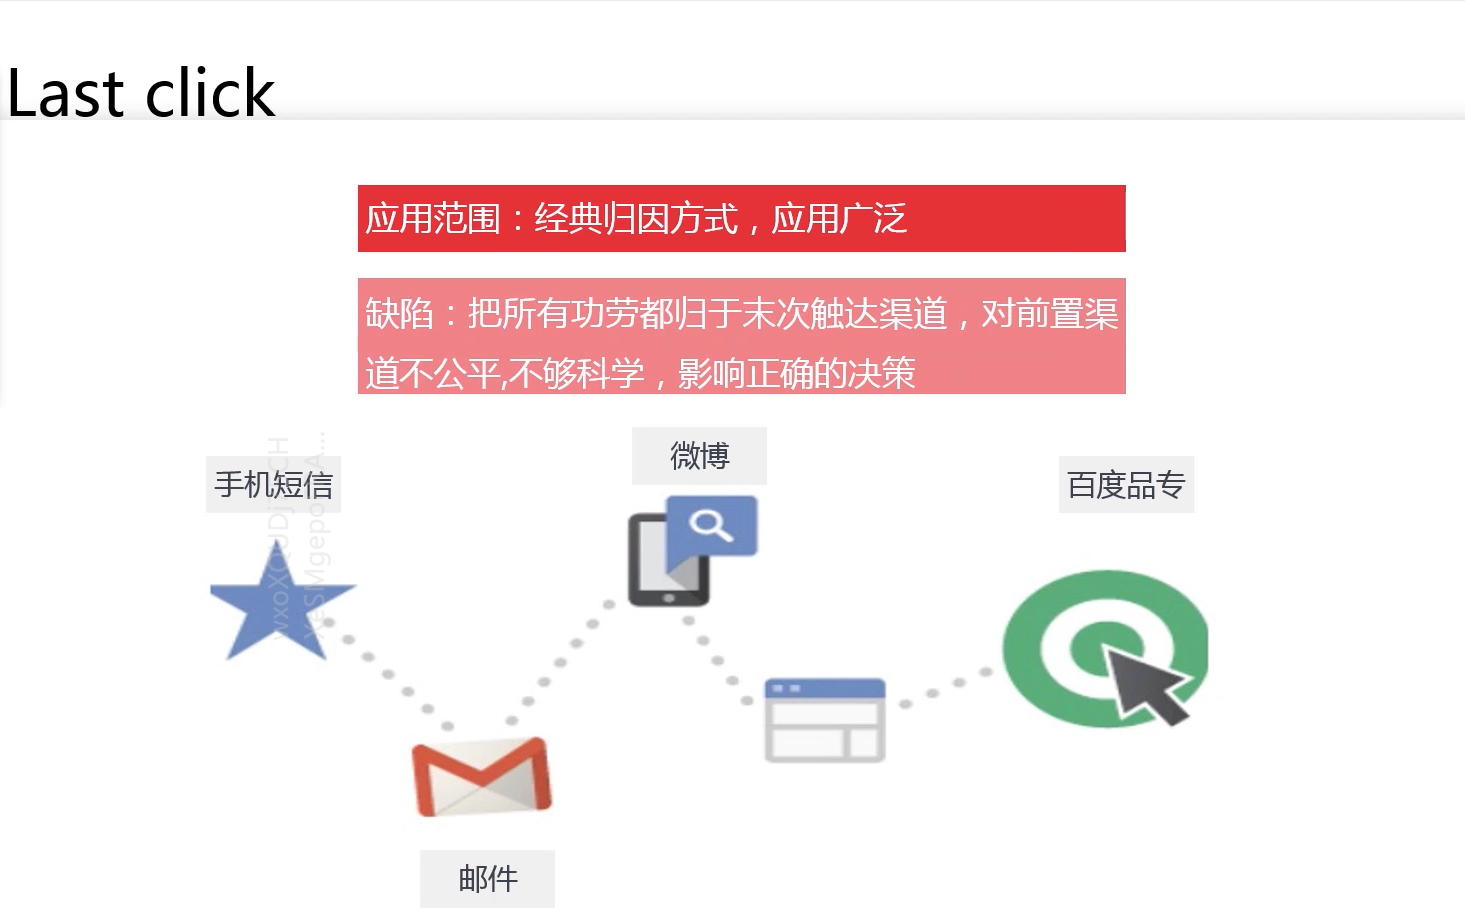 Last click
应用范围：经典归因方式，应用广泛
缺陷：把所有功劳都归于末次触达渠道，对前置渠
道不公平,不够科学，影响正确的决策
微博
手机短信
百度品专
邮件